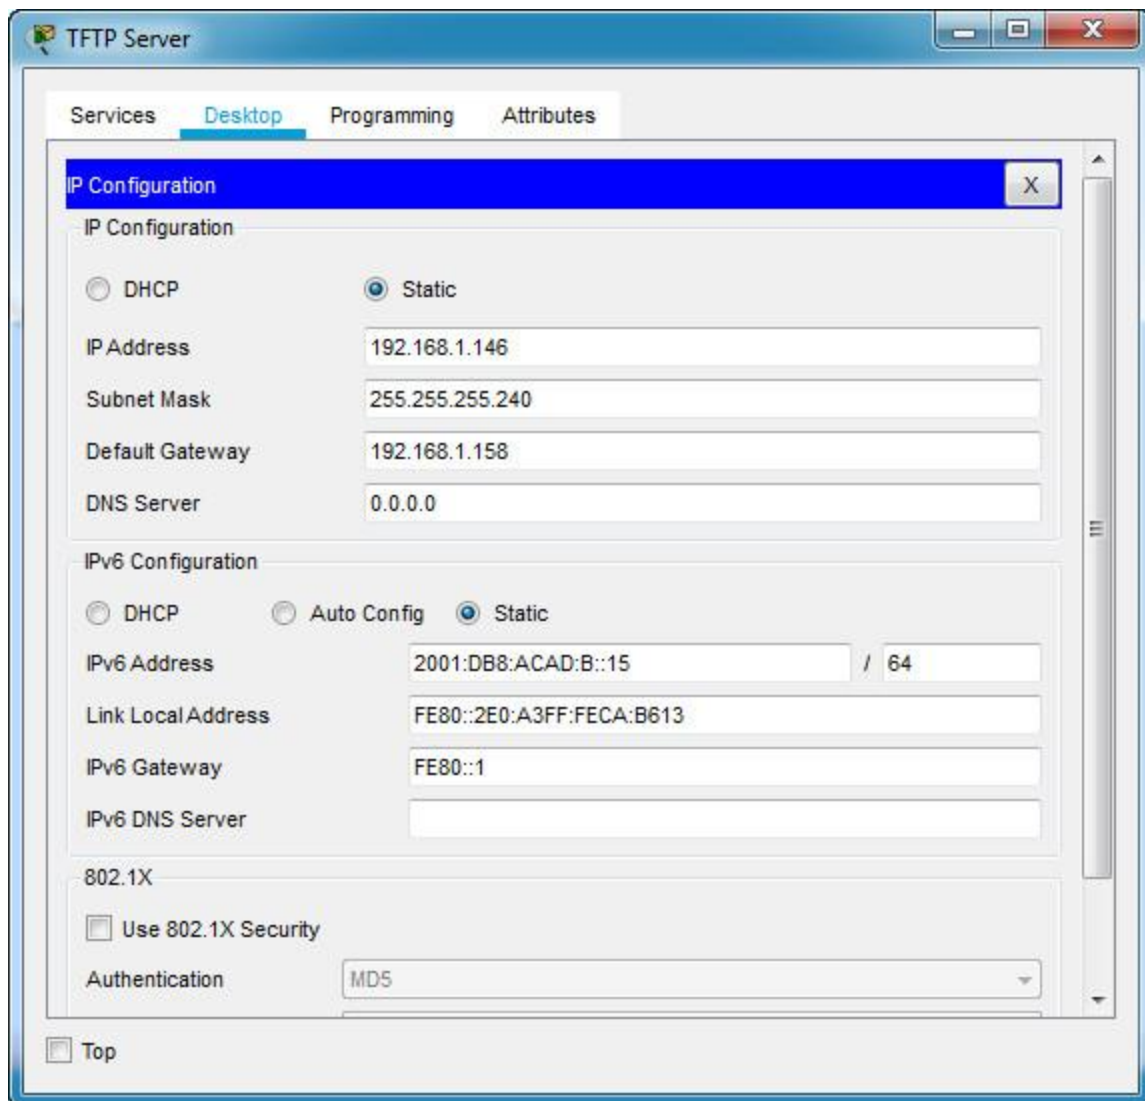 TFTP Server
Services Desktop Programming Attributes
IP Configuration X
IP Configuration
DHCP Static
IP Address 192.168.1.146
Subnet Mask 255.255.255.240
Default Gateway 192.168.1.158
DNS Server 0.0.0.0
IPv6 Configuration
DHCP Auto Config Static
IPv6 Address 2001:DB8:ACAD:B::15 / 64
Link Local Address FE80::2E0:A3FF:FECA:B613
IPv6 Gateway FE80::1
IPv6 DNS Server
802.1X
Use 802.1X Security
Authentication MD5
Top